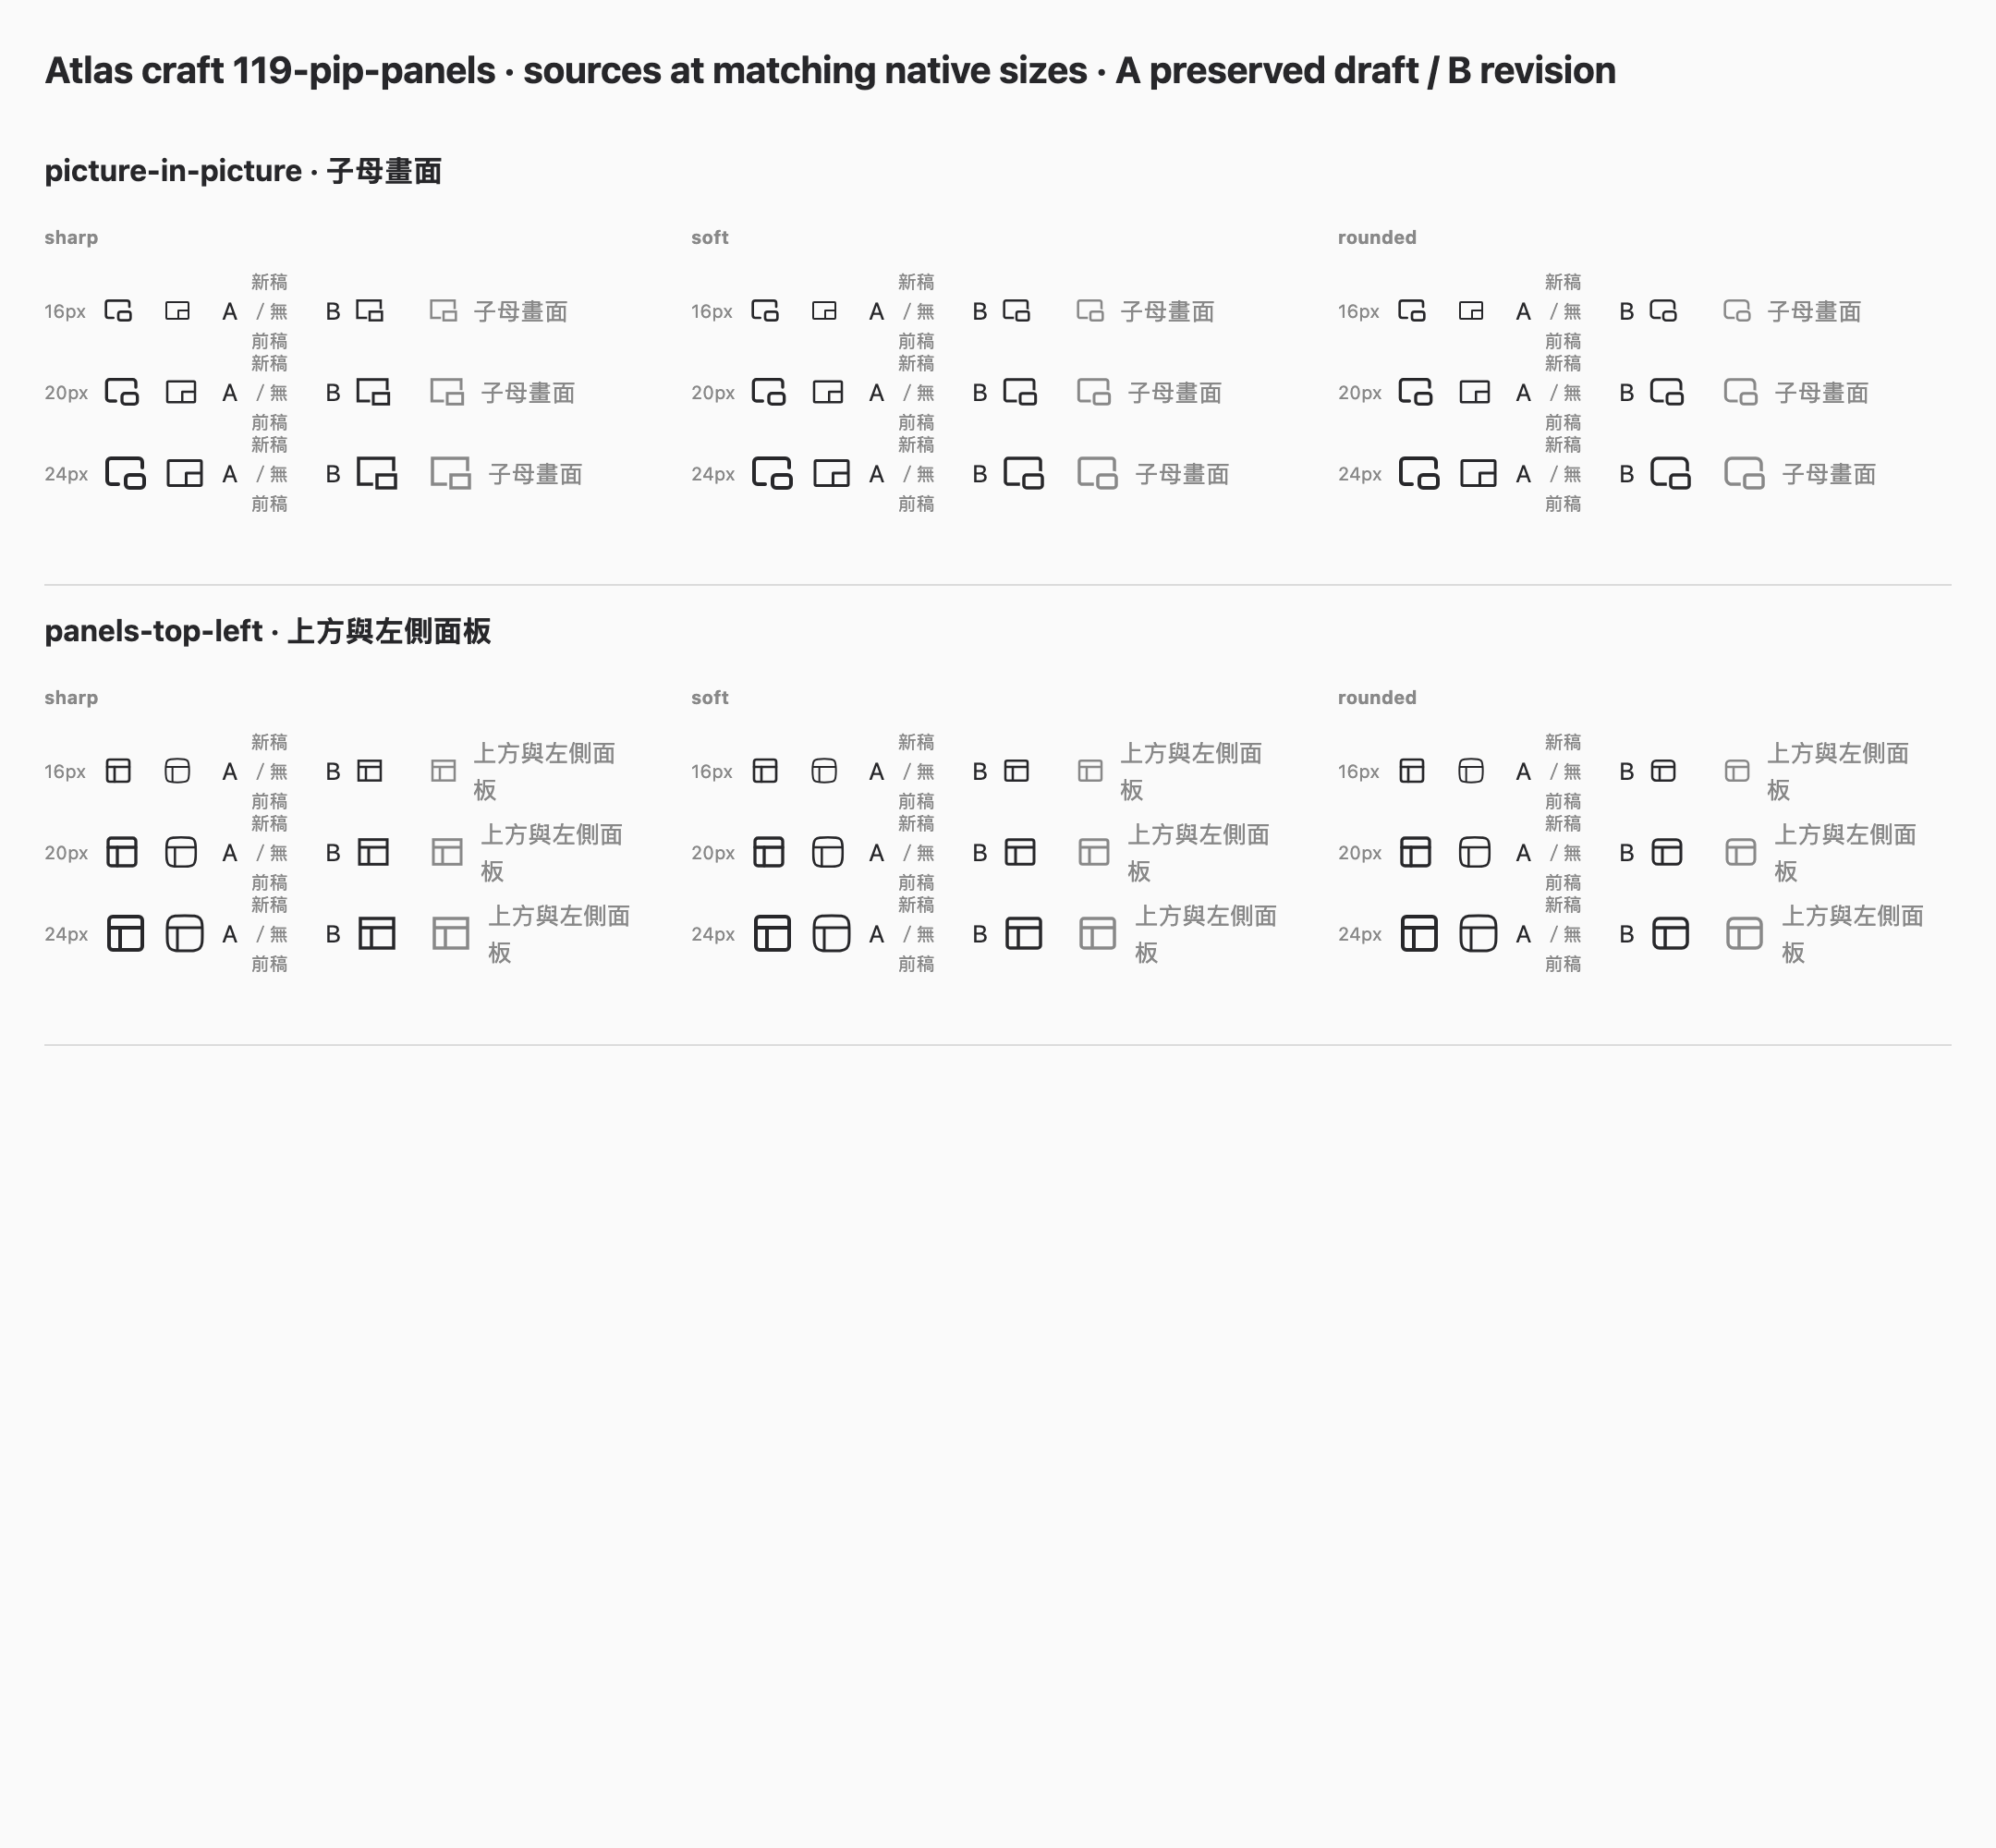 Atlas craft 119-pip-panels · sources at matching native sizes · A preserved draft / B revision
picture-in-picture · 子母畫面
sharp
16px A 新稿 / 無前稿 B 子母畫面
20px A 新稿 / 無前稿 B 子母畫面
24px A 新稿 / 無前稿 B 子母畫面
soft
16px A 新稿 / 無前稿 B 子母畫面
20px A 新稿 / 無前稿 B 子母畫面
24px A 新稿 / 無前稿 B 子母畫面
rounded
16px A 新稿 / 無前稿 B 子母畫面
20px A 新稿 / 無前稿 B 子母畫面
24px A 新稿 / 無前稿 B 子母畫面
panels-top-left · 上方與左側面板
sharp
16px A 新稿 / 無前稿 B 上方與左側面板
20px A 新稿 / 無前稿 B 上方與左側面板
24px A 新稿 / 無前稿 B 上方與左側面板
soft
16px A 新稿 / 無前稿 B 上方與左側面板
20px A 新稿 / 無前稿 B 上方與左側面板
24px A 新稿 / 無前稿 B 上方與左側面板
rounded
16px A 新稿 / 無前稿 B 上方與左側面板
20px A 新稿 / 無前稿 B 上方與左側面板
24px A 新稿 / 無前稿 B 上方與左側面板